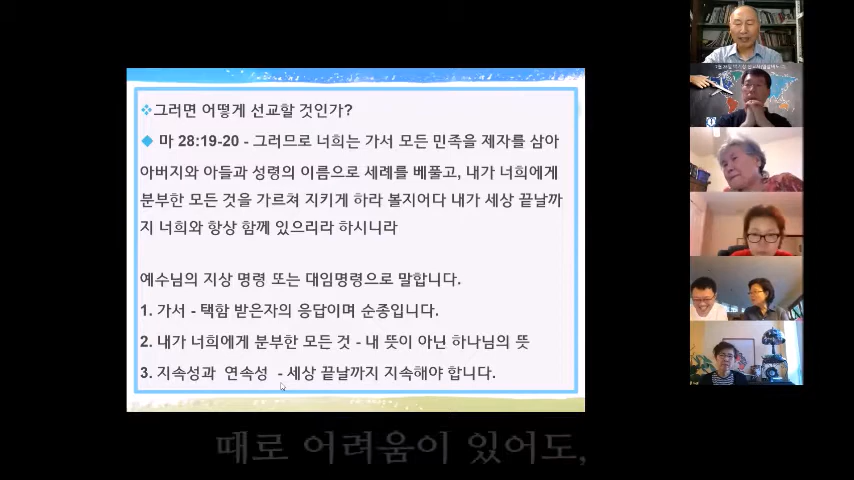 ❖그러면 어떻게 선교할 것인가?
◆ 마 28:19-20 - 그러므로 너희는 가서 모든 민족을 제자를 삼아
아버지와 아들과 성령의 이름으로 세례를 베풀고, 내가 너희에게
분부한 모든 것을 가르쳐 지키게 하라 볼지어다 내가 세상 끝날까
지 너희와 항상 함께 있으리라 하시니라
예수님의 지상 명령 또는 대임명령으로 말합니다.
1. 가서 - 택함 받은자의 응답이며 순종입니다.
2. 내가 너희에게 분부한 모든 것 - 내 뜻이 아닌 하나님의 뜻
3. 지속성과 연속성 - 세상 끝날까지 지속해야 합니다.
때로 어려움이 있어도,